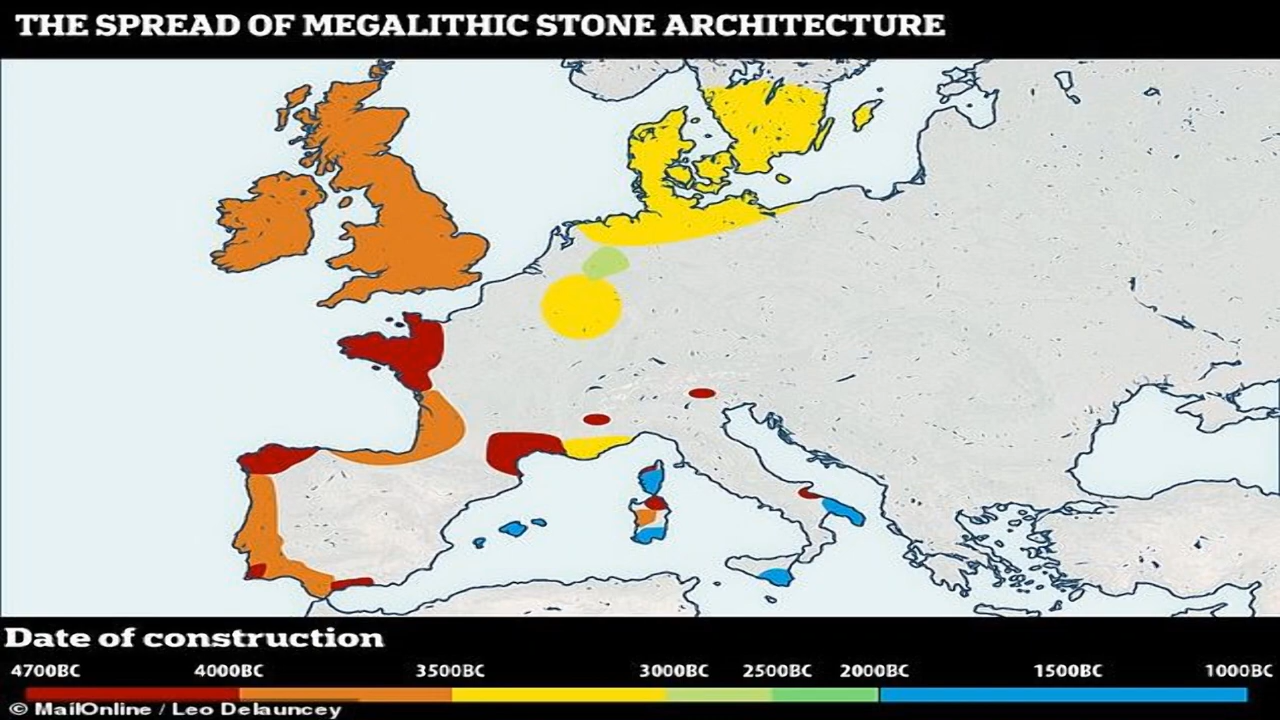 THE SPREAD OF MEGALITHIC STONE ARCHITECTURE
Date of construction
4700BC 4000BC 3500BC 3000BC 2500BC 2000BC 1500BC 1000BC
© MailOnline / Leo Delauncey